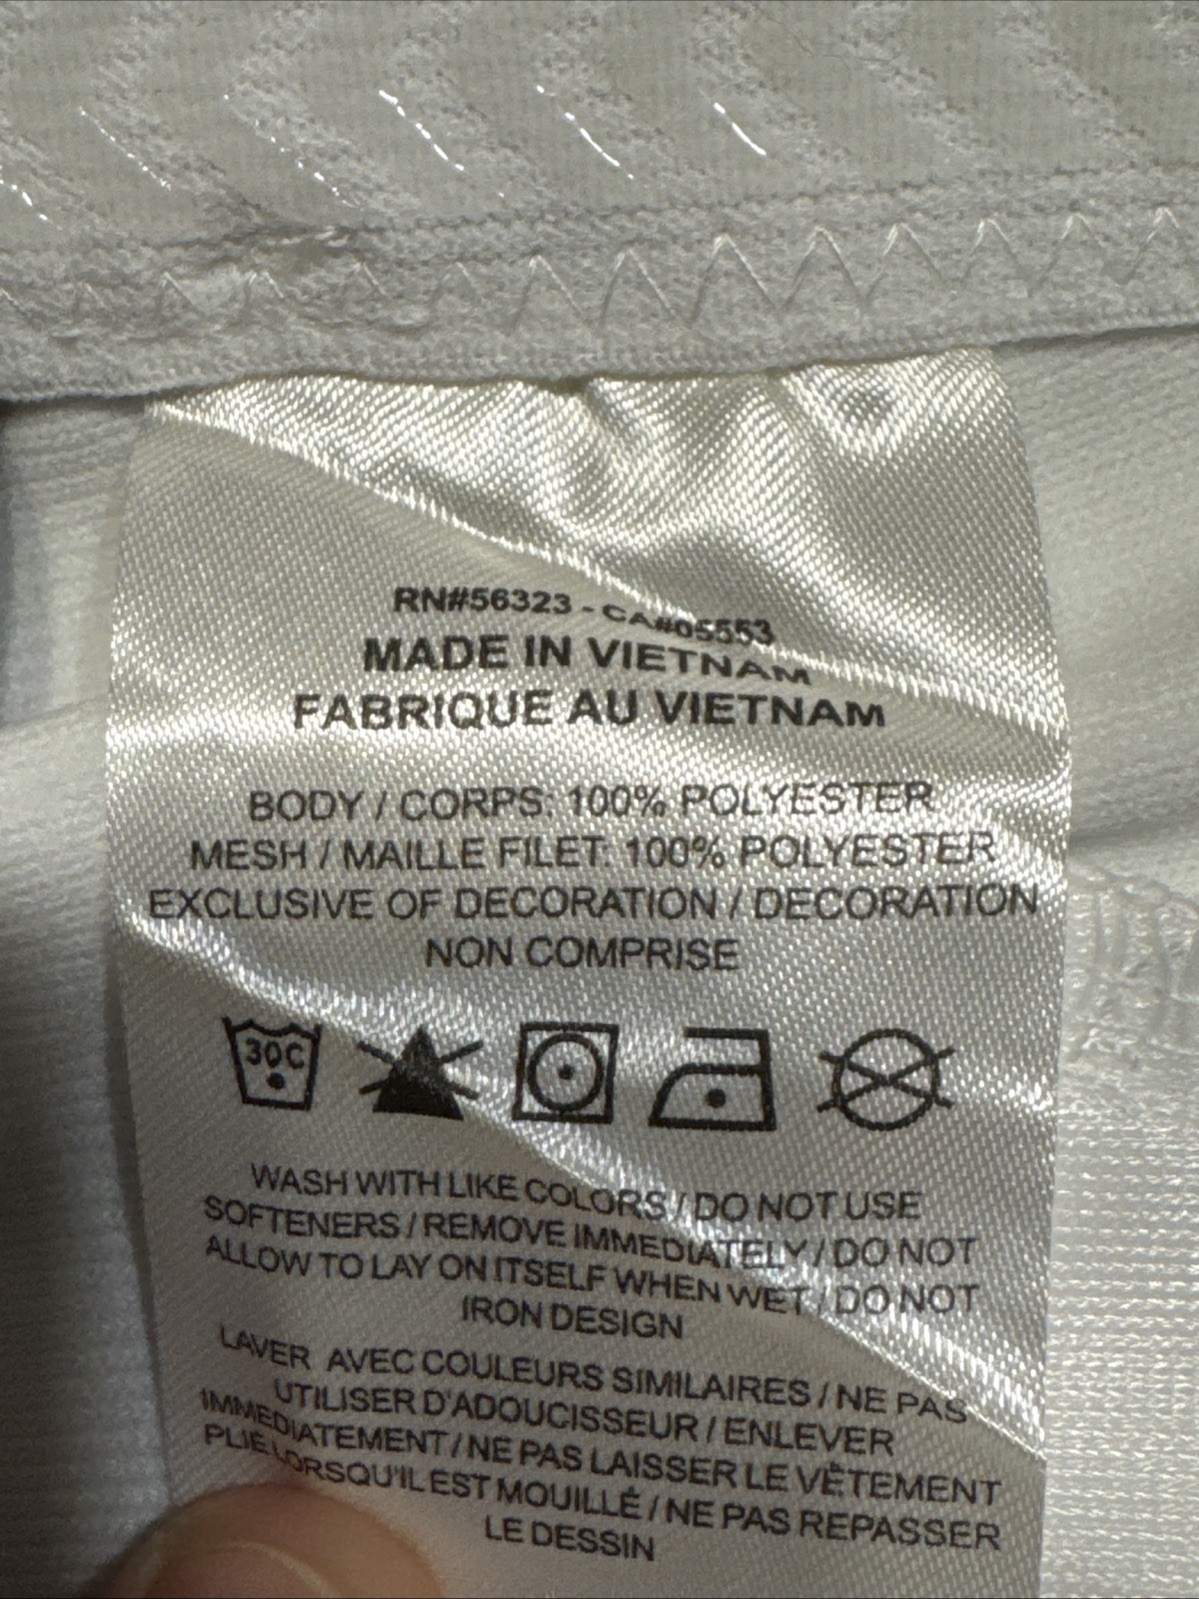 RN#56323 - CA#05553
MADE IN VIETNAM
FABRIQUE AU VIETNAM
BODY / CORPS: 100% POLYESTER
MESH / MAILLE FILET: 100% POLYESTER
EXCLUSIVE OF DECORATION / DECORATION
NON COMPRISE
30C
WASH WITH LIKE COLORS / DO NOT USE
SOFTENERS / REMOVE IMMEDIATELY / DO NOT
ALLOW TO LAY ON ITSELF WHEN WET / DO NOT
IRON DESIGN
LAVER AVEC COULEURS SIMILAIRES / NE PAS
UTILISER D'ADOUCISSEUR / ENLEVER
IMMEDIATEMENT / NE PAS LAISSER LE VÊTEMENT
PLIE LORSQU'IL EST MOUILLÉ / NE PAS REPASSER
LE DESSIN